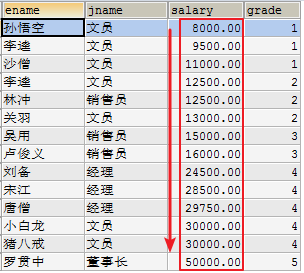 ename jname salary grade
孙悟空 文员 8000.00 1
李逵 文员 9500.00 1
沙僧 文员 11000.00 1
李逵 文员 12500.00 2
林冲 销售员 12500.00 2
关羽 文员 13000.00 2
吴用 销售员 15000.00 3
卢俊义 销售员 16000.00 3
刘备 经理 24500.00 4
宋江 经理 28500.00 4
唐僧 经理 29750.00 4
小白龙 文员 30000.00 4
猪八戒 文员 30000.00 4
罗贯中 董事长 50000.00 5